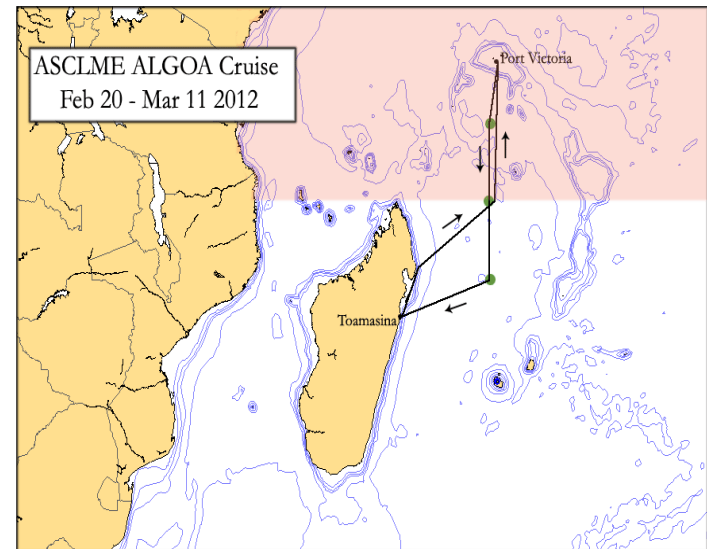 ASCLME ALGOA Cruise
Feb 20 - Mar 11 2012
Port Victoria
Toamasina